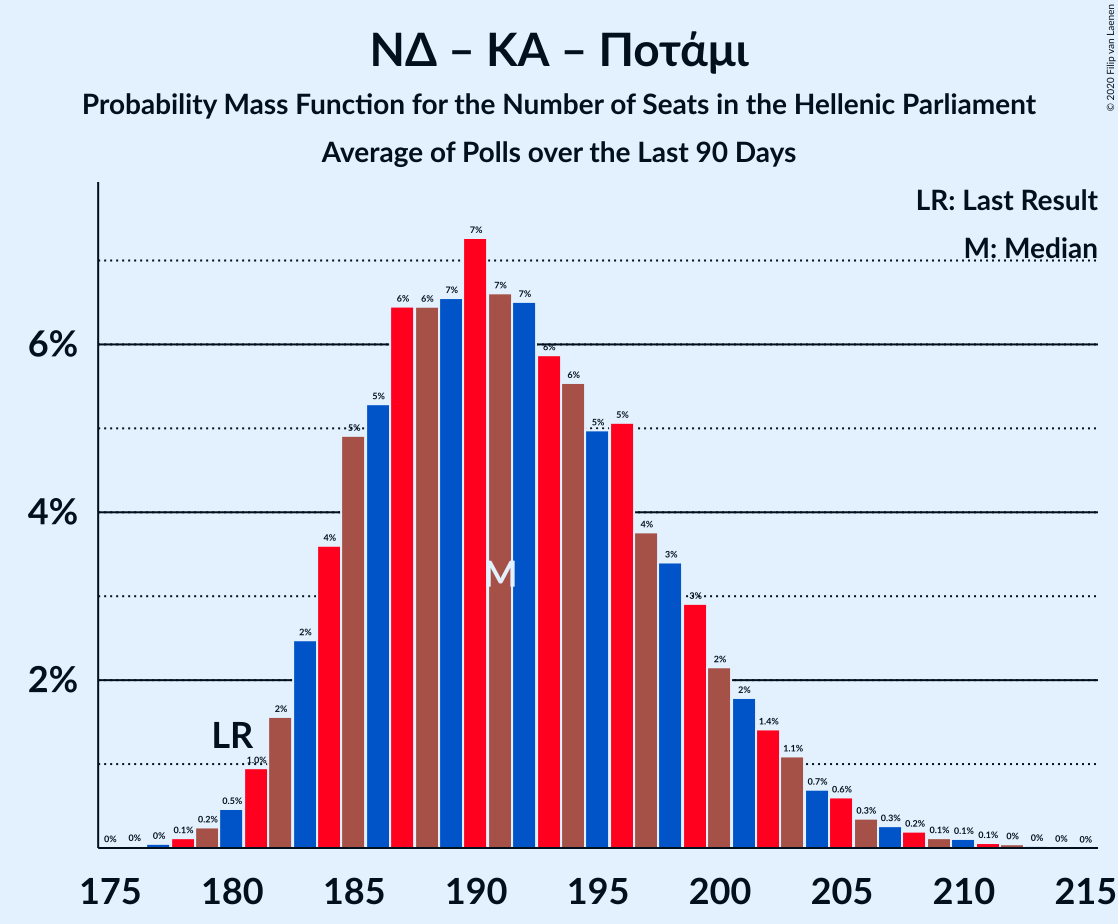 ΝΔ – ΚΑ – Ποτάμι
Probability Mass Function for the Number of Seats in the Hellenic Parliament
Average of Polls over the Last 90 Days
© 2020 Filip van Laenen
LR: Last Result
M: Median
6%
4%
2%
0% 0% 0% 0.1% 0.2% 0.5% 1.0% 2% 2% 4% 5% 5% 6% 6% 7% 7% 7% 7% 6% 6% 5% 5% 4% 3% 3% 2% 2% 1.4% 1.1% 0.7% 0.6% 0.3% 0.3% 0.2% 0.1% 0.1% 0.1% 0% 0% 0% 0%
LR
M
175 180 185 190 195 200 205 210 215